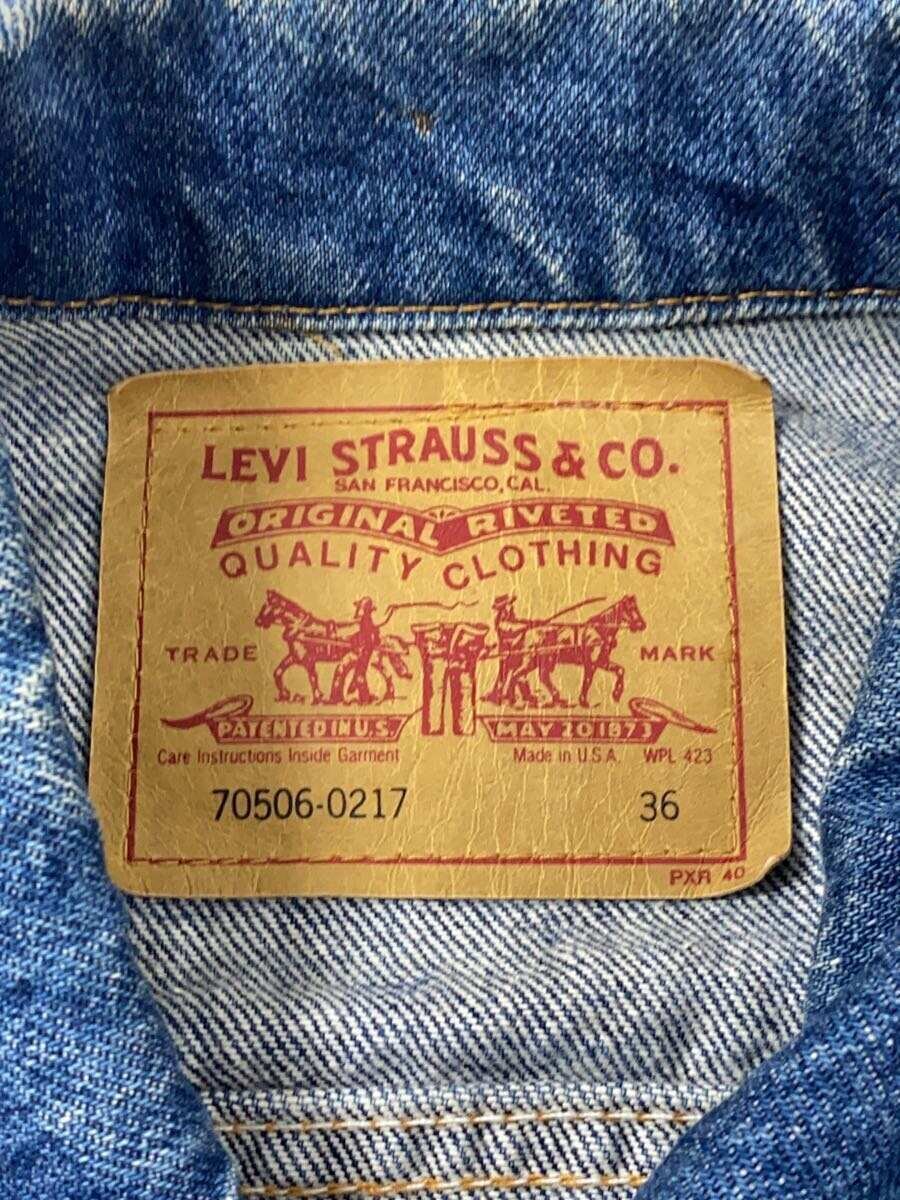 LEVI STRAUSS & CO.
SAN FRANCISCO, CAL.
ORIGINAL RIVETED
QUALITY CLOTHING
TRADE MARK
PATENTED IN U.S. MAY 20 1873
Care Instructions Inside Garment Made in U.S.A. WPL 423
70506-0217 36
PXR 40